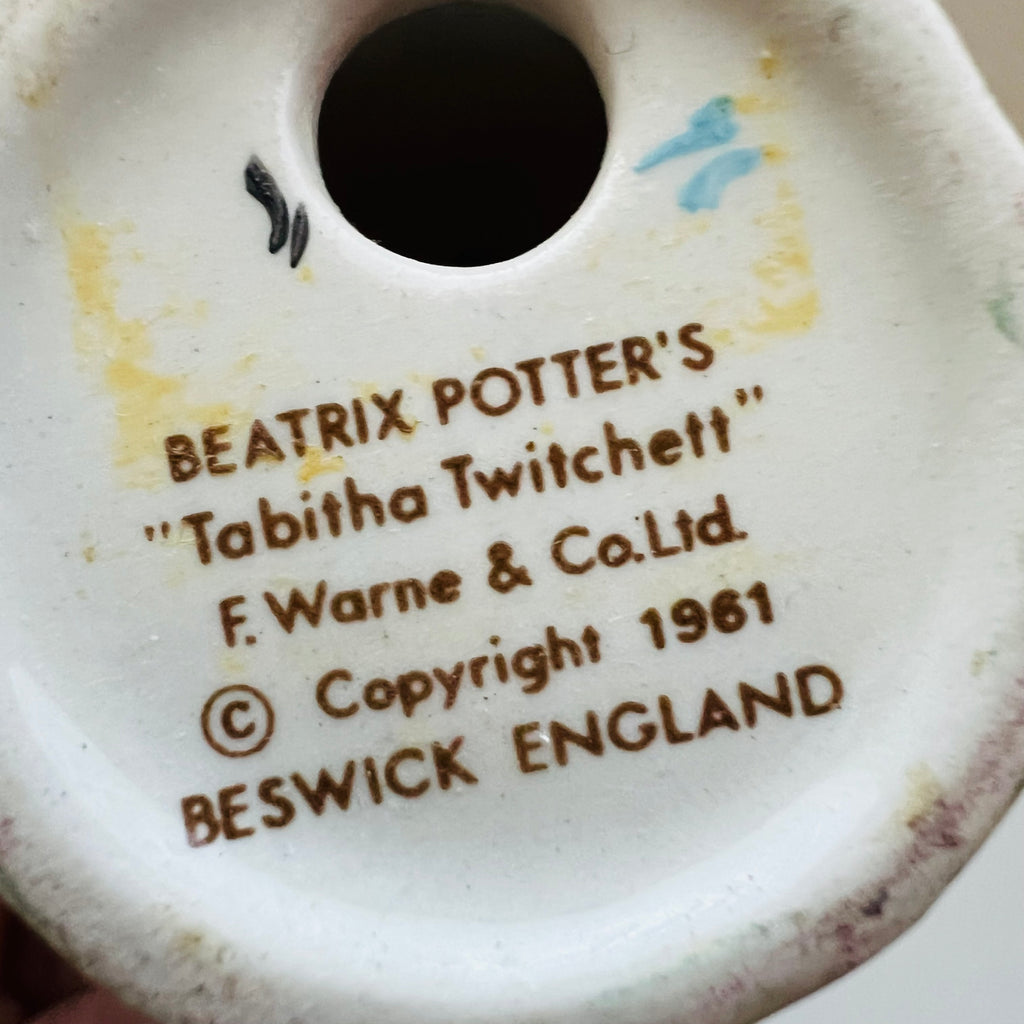 BEATRIX POTTER'S
"Tabitha Twitchett"
F. Warne & Co.Ltd.
© Copyright 1961
BESWICK ENGLAND